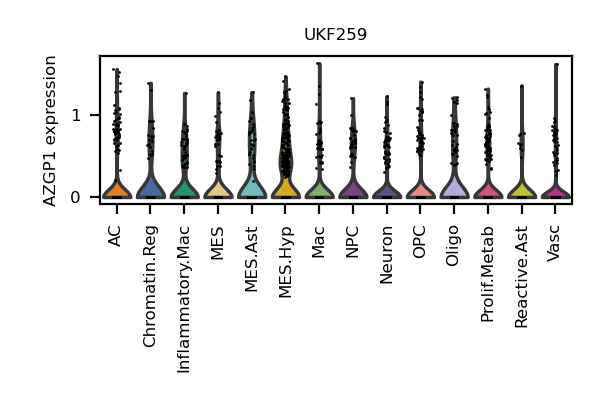 UKF259
AZGP1 expression
1
0
AC
Chromatin.Reg
Inflammatory.Mac
MES
MES.Ast
MES.Hyp
Mac
NPC
Neuron
OPC
Oligo
Prolif.Metab
Reactive.Ast
Vasc